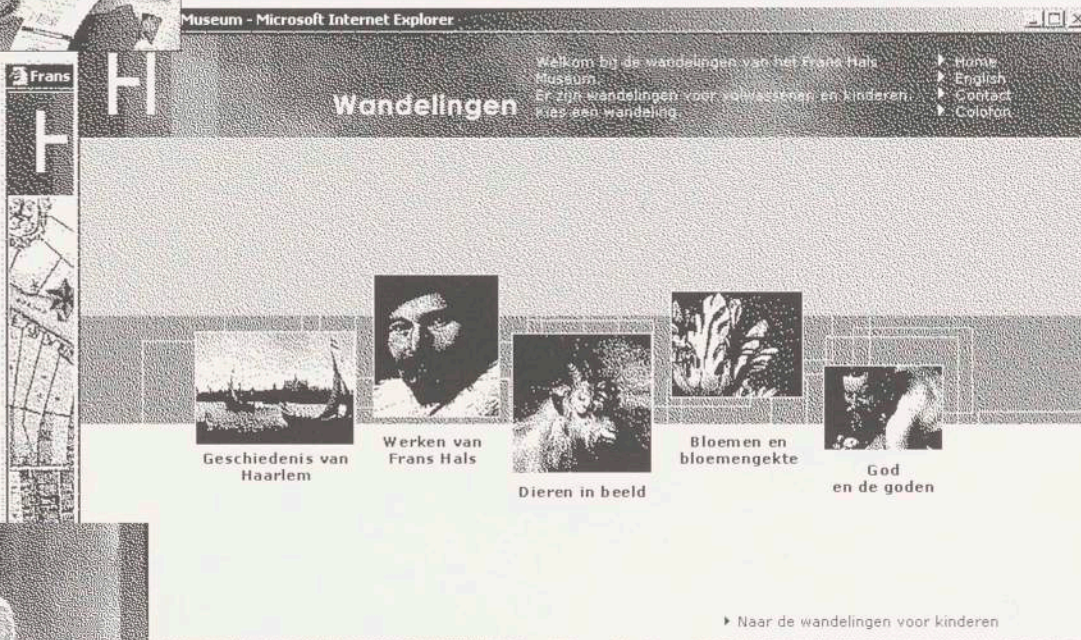 Museum - Microsoft Internet Explorer
Frans
H
Wandelingen
Welkom bij de wandelingen van het Frans Hals
Museum.
Er zijn wandelingen voor volwassenen en kinderen.
Kies een wandeling.
Home
English
Contact
Colofon
Geschiedenis van
Haarlem
Werken van
Frans Hals
Dieren in beeld
Bloemen en
bloemengekte
God
en de goden
Naar de wandelingen voor kinderen